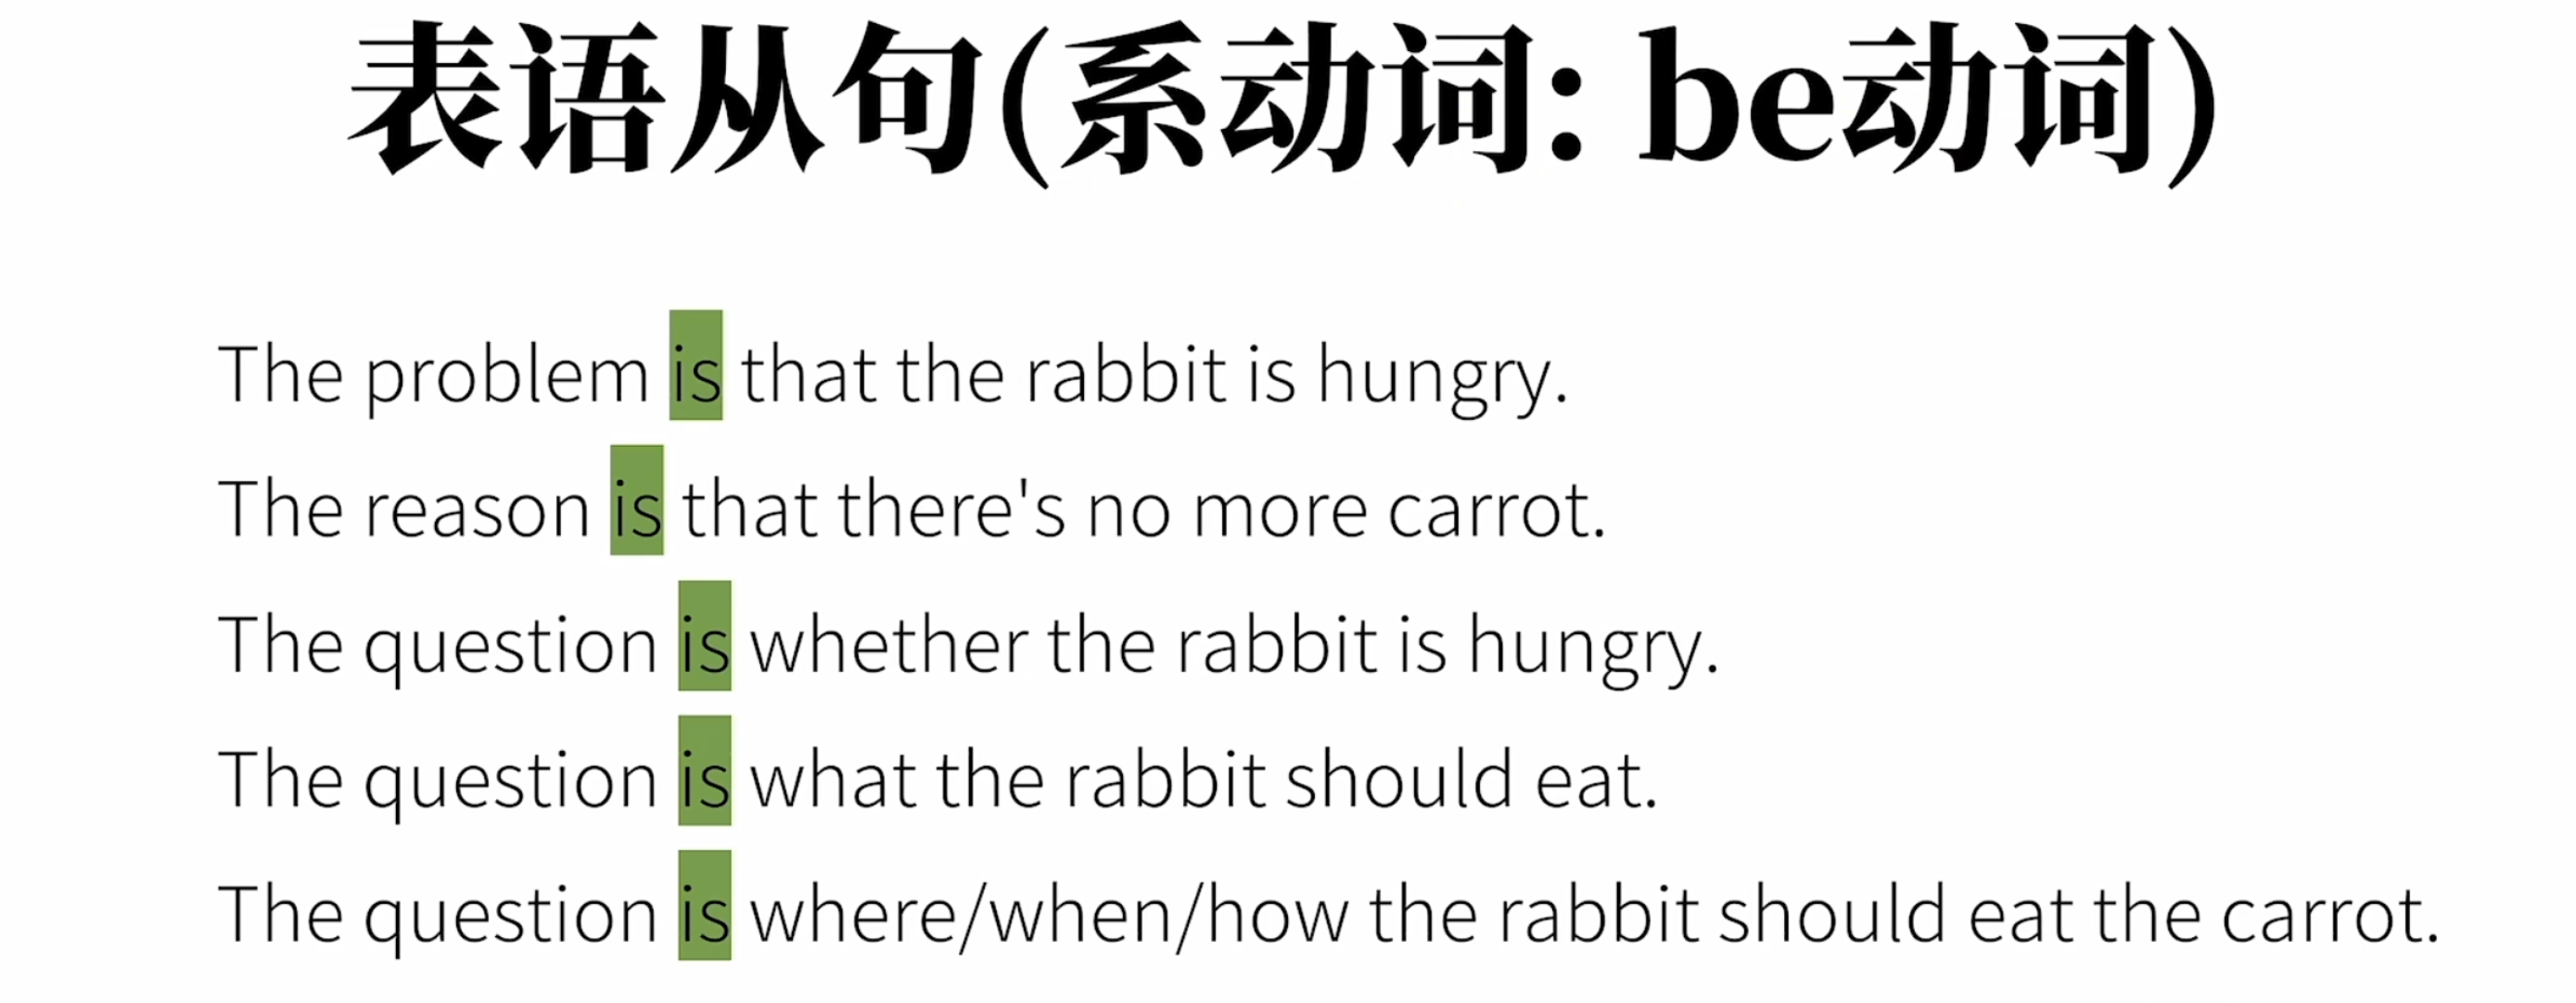 表语从句(系动词: be动词)
The problem is that the rabbit is hungry.
The reason is that there's no more carrot.
The question is whether the rabbit is hungry.
The question is what the rabbit should eat.
The question is where/when/how the rabbit should eat the carrot.